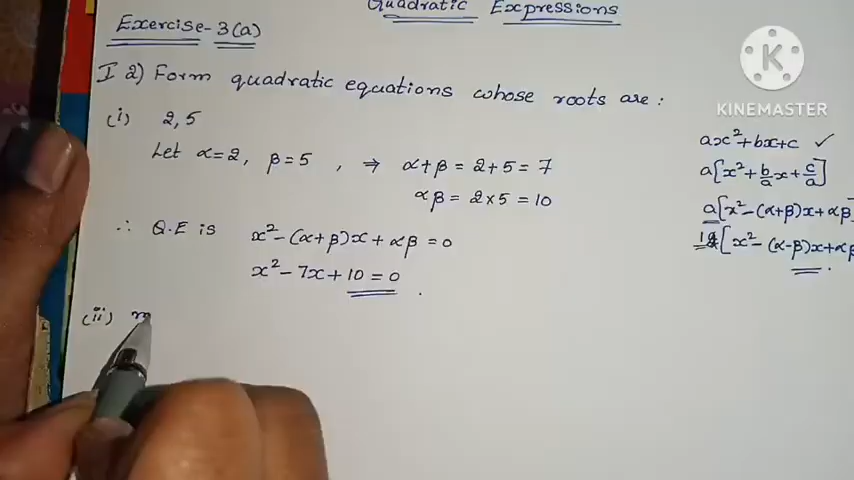 Quadratic Expressions
Exercise-3(a)
I 2) Form quadratic equations whose roots are :
(i) 2,5
Let α=2, β=5 , ⇒ α+β = 2+5 = 7
αβ = 2×5 = 10
∴ Q.E is x²-(α+β)x+αβ =0
x²-7x+10=0
(ii) m
ax²+bx+c ✓
a[x²+b/a x+c/a]
a[x²-(α+β)x+αβ
[x²-(α-β)x+αβ
K
KINEMASTER